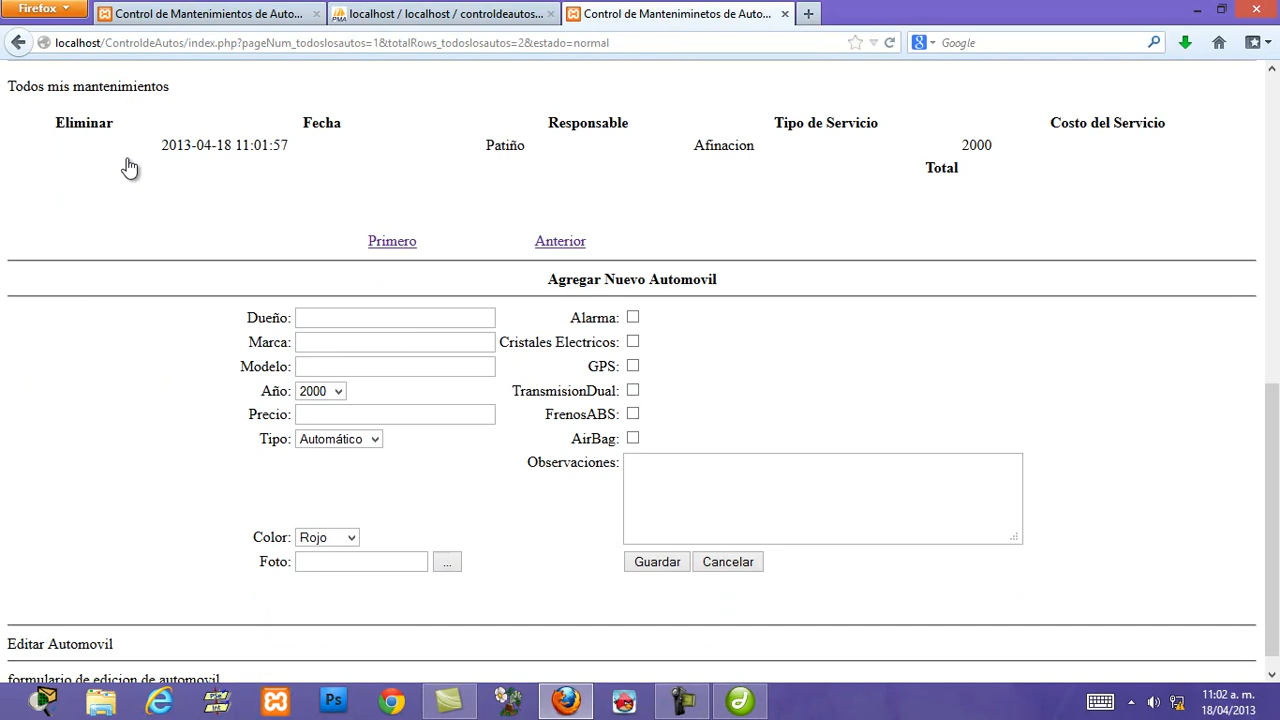 Firefox
Control de Mantenimientos de Auto...
localhost / localhost / controldeautos...
Control de Manteniminetos de Auto...
localhost/ControldeAutos/index.php?pageNum_todoslosautos=1&totalRows_todoslosautos=2&estado=normal
Google
Todos mis mantenimientos
Eliminar Fecha Responsable Tipo de Servicio Costo del Servicio
2013-04-18 11:01:57 Patiño Afinacion 2000
Total
Primero Anterior
Agregar Nuevo Automovil
Dueño: Alarma:
Marca: Cristales Electricos:
Modelo: GPS:
Año: 2000 TransmisionDual:
Precio: FrenosABS:
Tipo: Automático AirBag:
Observaciones:
Color: Rojo
Foto: ... Guardar Cancelar
Editar Automovil
formulario de edicion de automovil
11:02 a. m.
18/04/2013